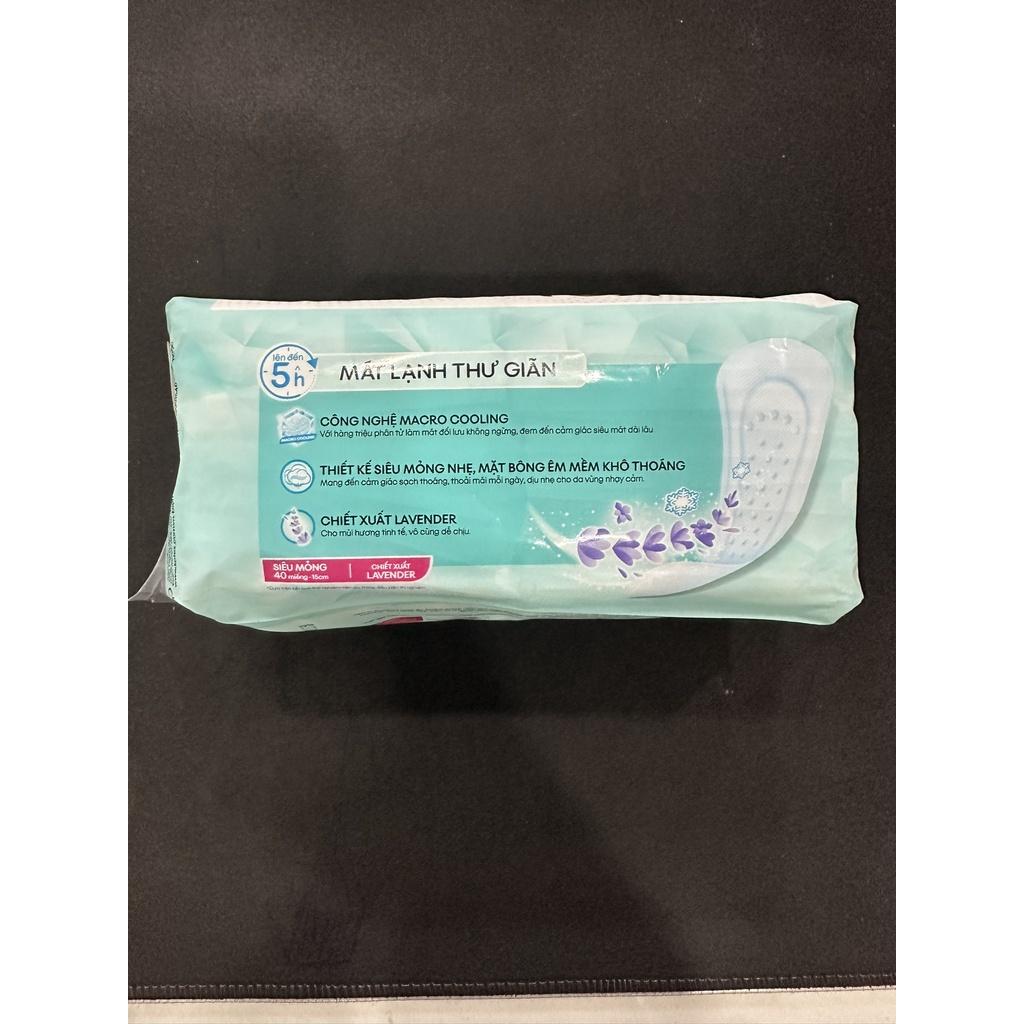 lên đến
5h
MÁT LẠNH THƯ GIÃN
CÔNG NGHỆ MACRO COOLING
Với hàng triệu phân tử làm mát đối lưu không ngừng, đem đến cảm giác siêu mát dài lâu
MACRO COOLING
THIẾT KẾ SIÊU MỎNG NHẸ, MẶT BÔNG ÊM MỀM KHÔ THOÁNG
Mang đến cảm giác sạch thoáng, thoải mái mỗi ngày, dịu nhẹ cho da vùng nhạy cảm.
CHIẾT XUẤT LAVENDER
Cho mùi hương tinh tế, vô cùng dễ chịu.
SIÊU MỎNG
40 miếng - 15cm
CHIẾT XUẤT
LAVENDER